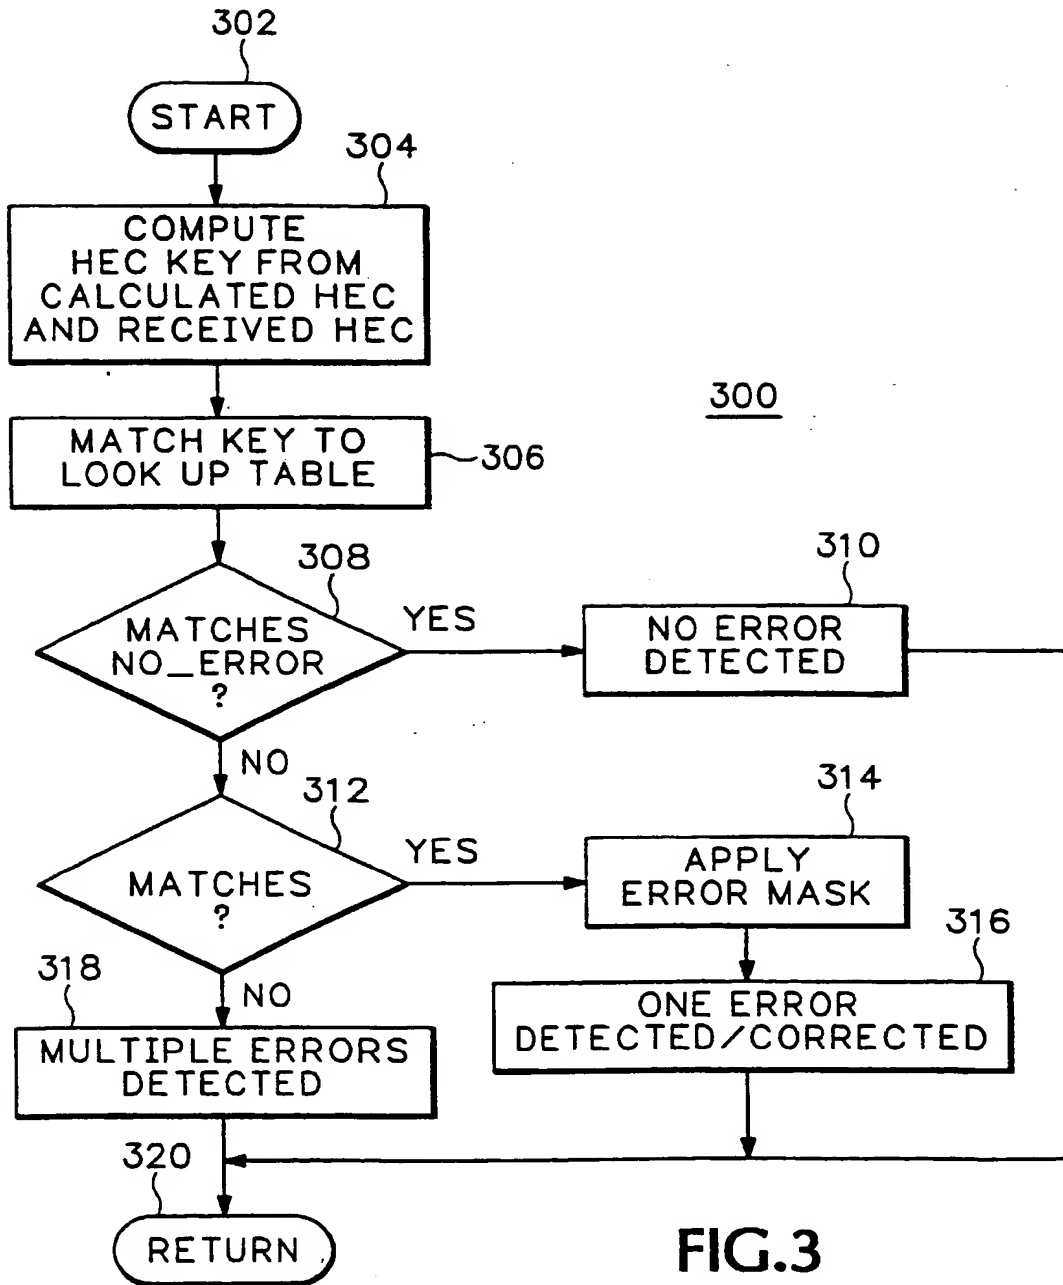 302
START
304
COMPUTE
HEC KEY FROM
CALCULATED HEC
AND RECEIVED HEC
300
MATCH KEY TO
LOOK UP TABLE
306
308
310
MATCHES
NO_ERROR
?
YES
NO ERROR
DETECTED
NO
312
314
MATCHES
?
YES
APPLY
ERROR MASK
316
318
NO
ONE ERROR
DETECTED/CORRECTED
MULTIPLE ERRORS
DETECTED
320
RETURN
FIG.3